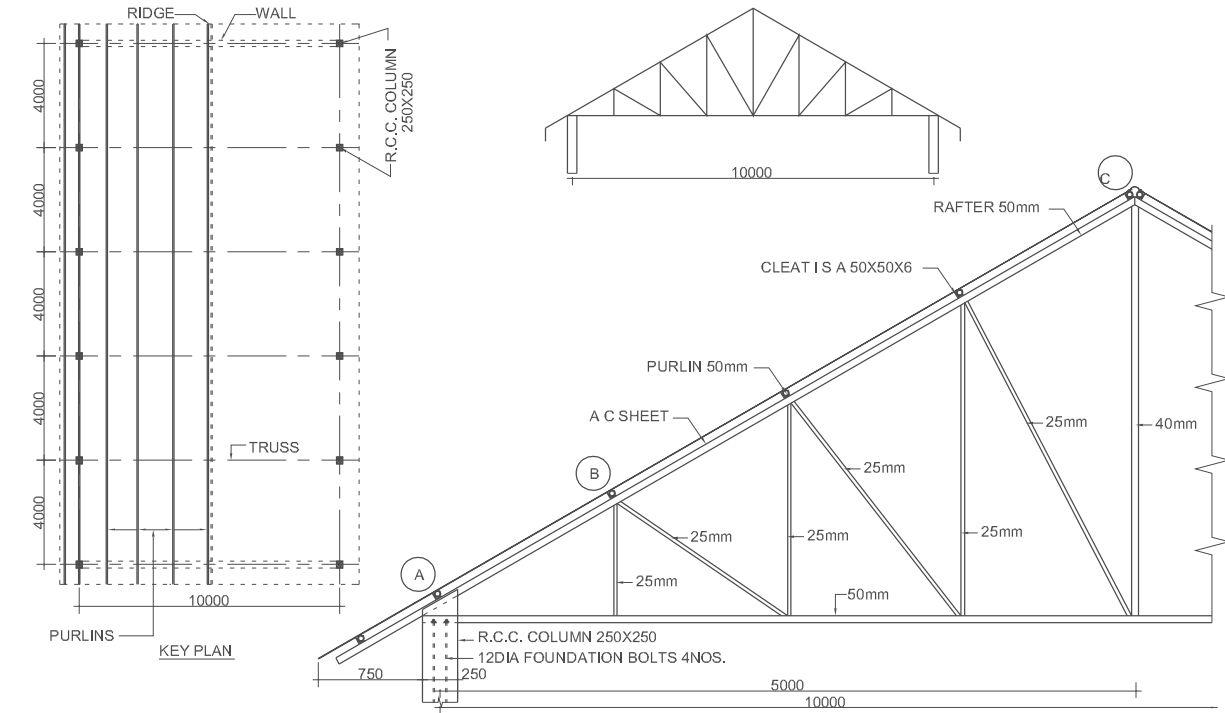 RIDGE
WALL
4000
4000
4000
4000
4000
R.C.C. COLUMN
250X250
TRUSS
10000
PURLINS
KEY PLAN
10000
C
RAFTER 50mm
CLEAT I S A 50X50X6
PURLIN 50mm
A C SHEET
B
A
25mm
25mm
25mm
25mm
25mm
25mm
40mm
50mm
R.C.C. COLUMN 250X250
12DIA FOUNDATION BOLTS 4NOS.
750
250
5000
10000